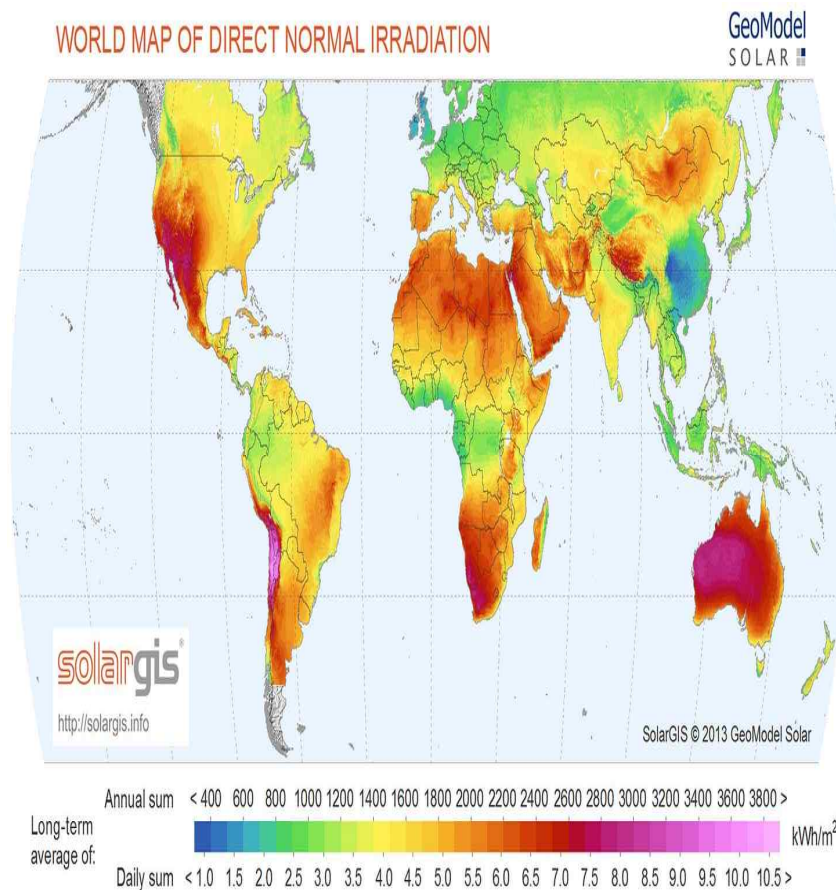 WORLD MAP OF DIRECT NORMAL IRRADIATION
GeoModel
SOLAR
solargis®
http://solargis.info
SolarGIS © 2013 GeoModel Solar
Annual sum < 400 600 800 1000 1200 1400 1600 1800 2000 2200 2400 2600 2800 3000 3200 3400 3600 3800 >
Long-term
average of:
kWh/m²
Daily sum < 1.0 1.5 2.0 2.5 3.0 3.5 4.0 4.5 5.0 5.5 6.0 6.5 7.0 7.5 8.0 8.5 9.0 9.5 10.0 10.5 >